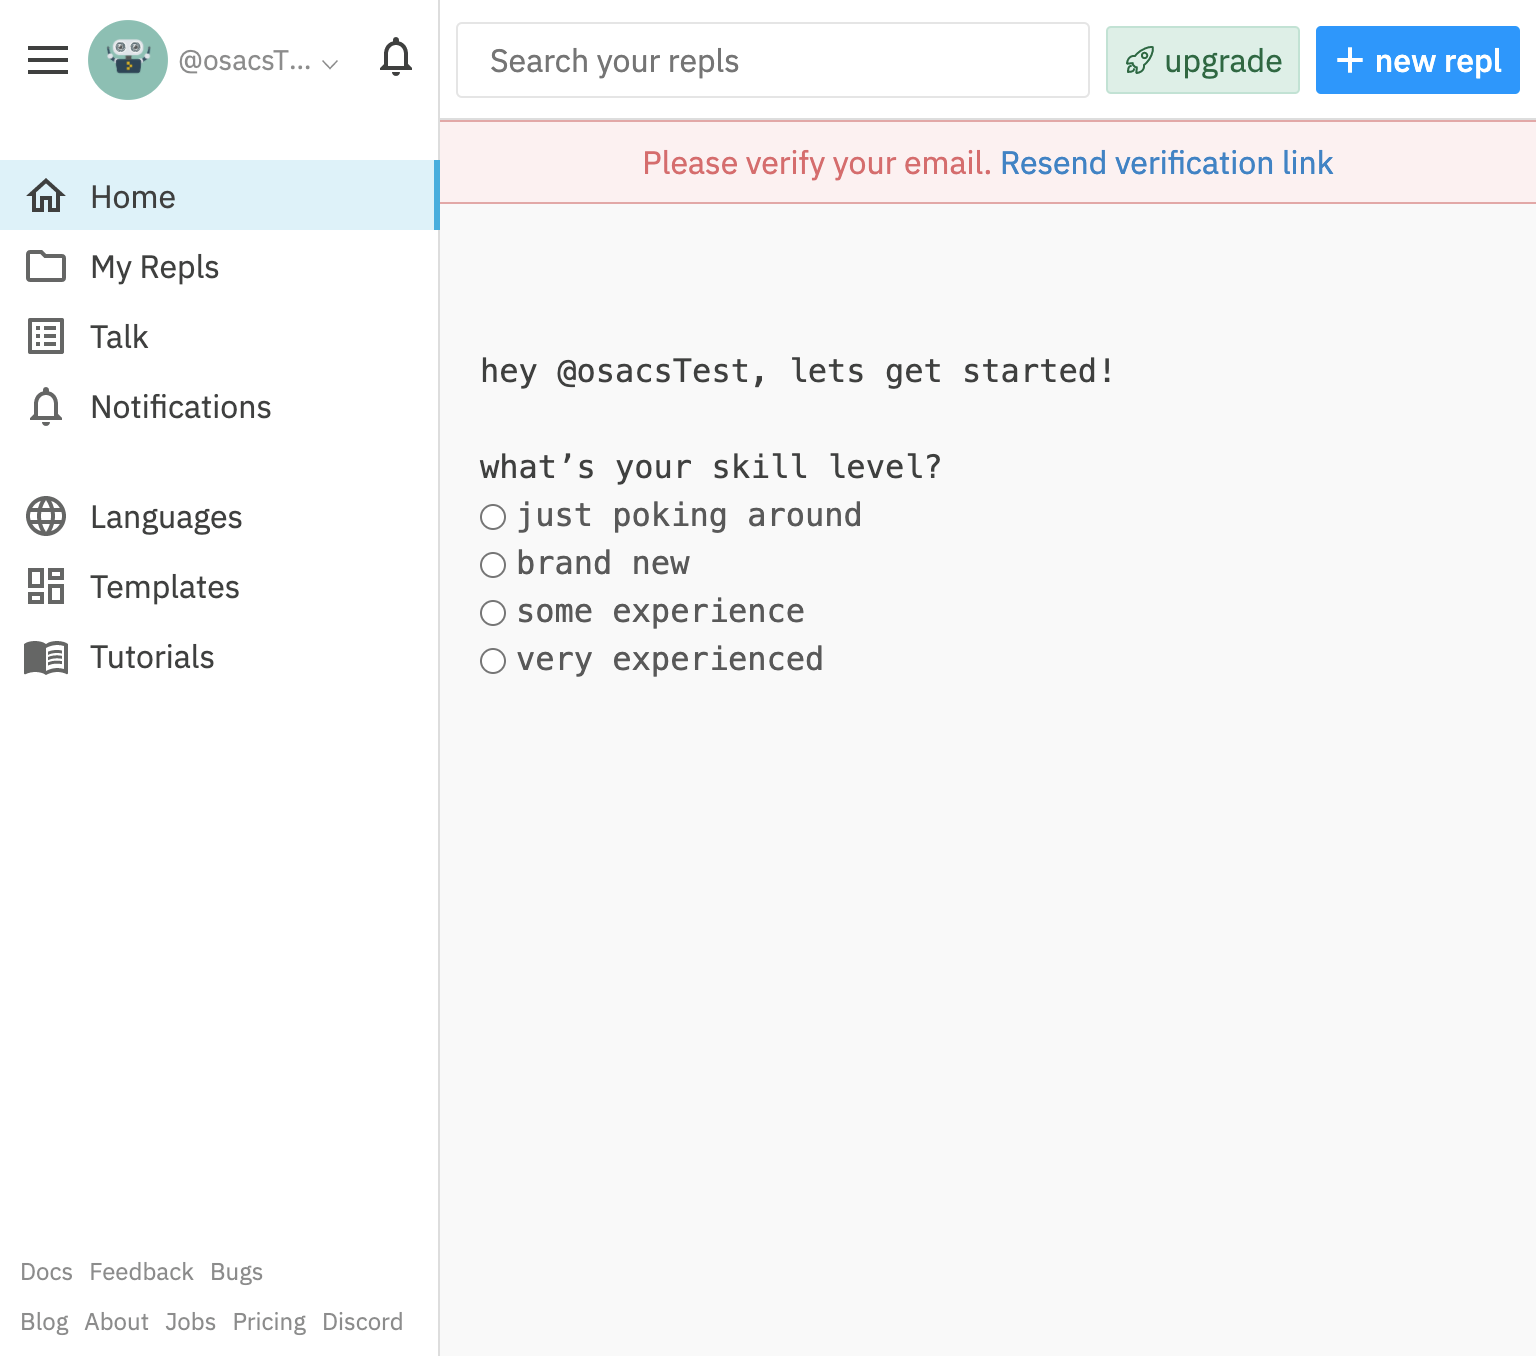 @osacsT...
Search your repls
upgrade
+ new repl
Please verify your email. Resend verification link
Home
My Repls
Talk
Notifications
Languages
Templates
Tutorials
hey @osacsTest, lets get started!
what’s your skill level?
just poking around
brand new
some experience
very experienced
Docs Feedback Bugs
Blog About Jobs Pricing Discord